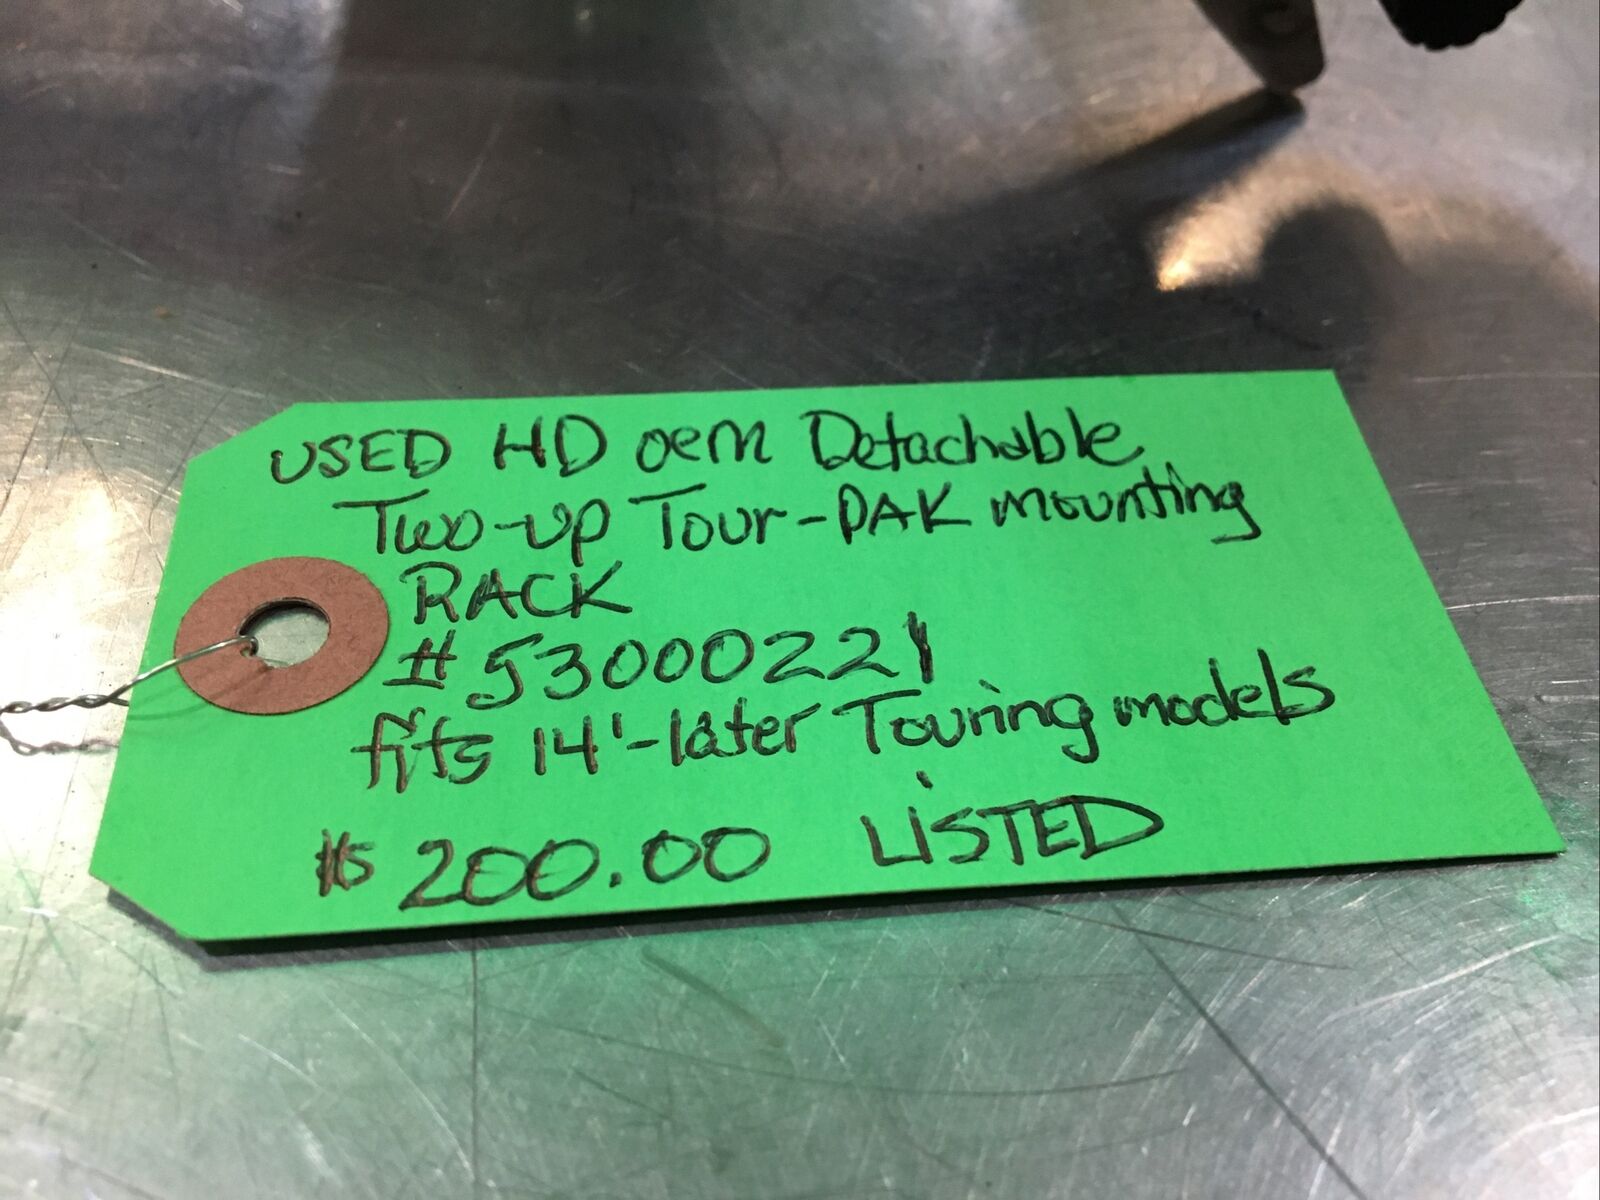 USED HD oem Detachable
Two-up Tour-PAK mounting
RACK
#53000221
fits 14'-later Touring models
$200.00 LISTED